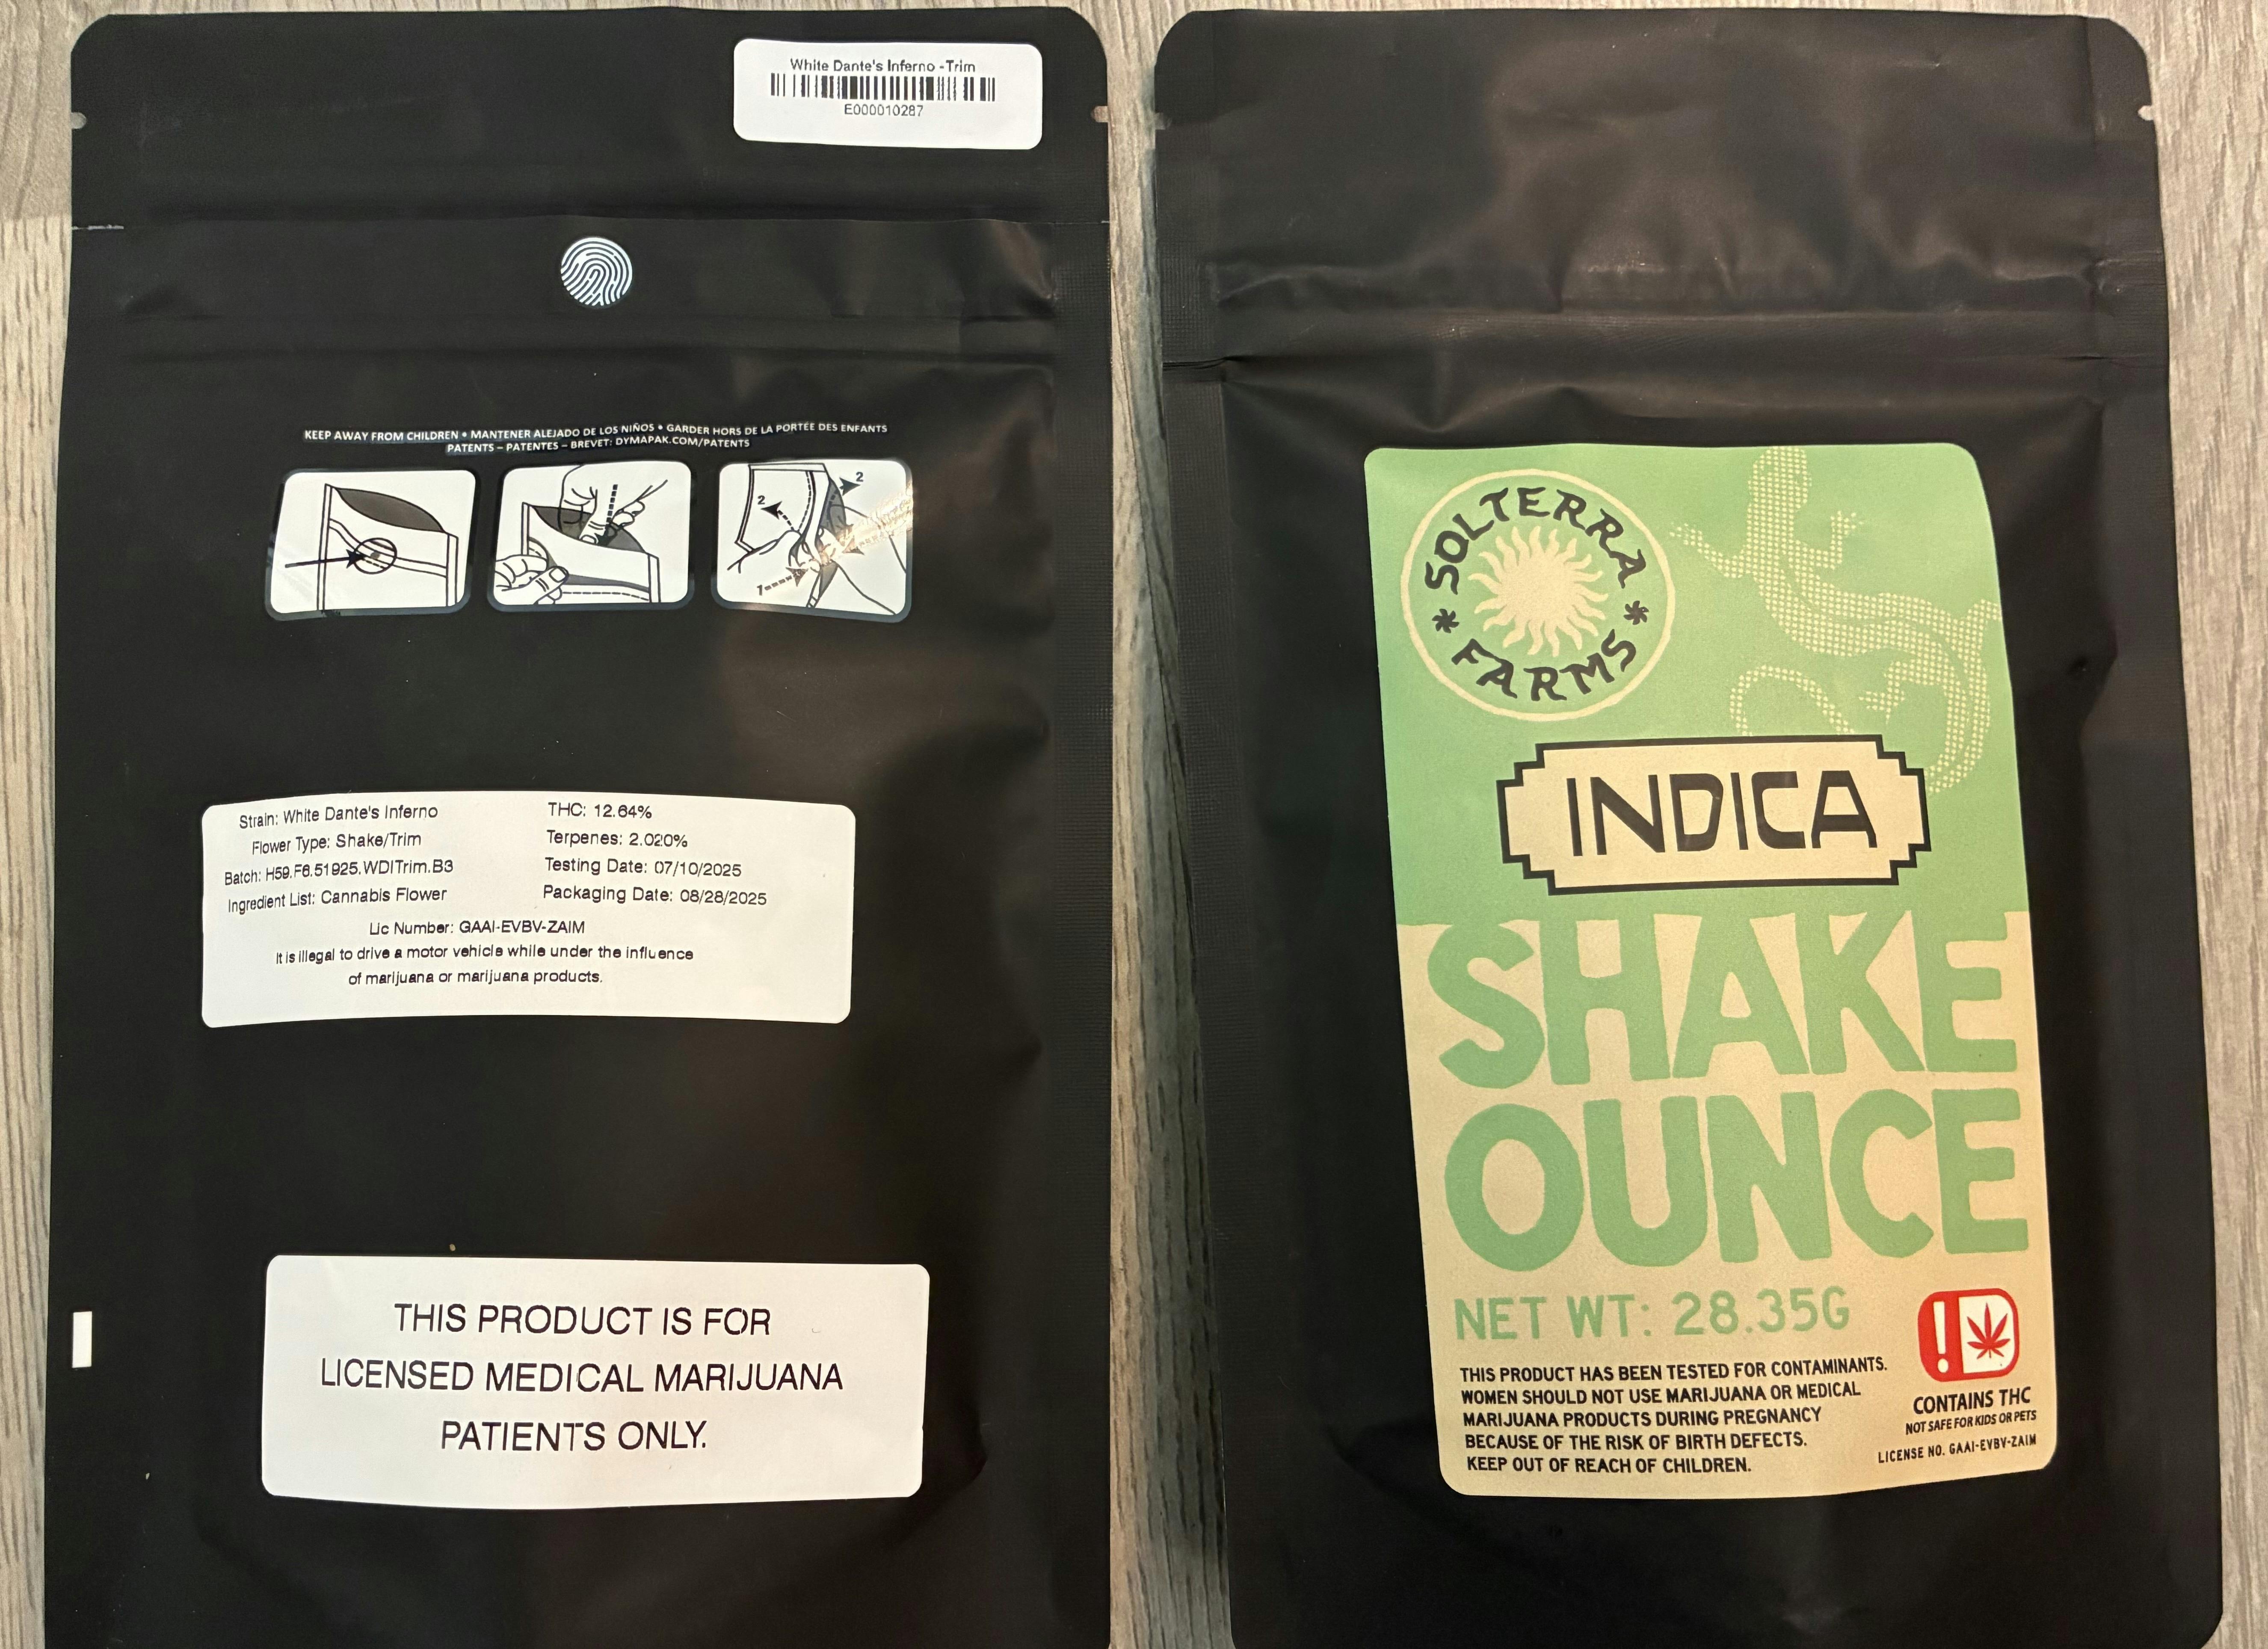 White Dante's Inferno -Trim
E000010287
KEEP AWAY FROM CHILDREN • MANTENER ALEJADO DE LOS NIÑOS • GARDER HORS DE LA PORTÉE DES ENFANTS
PATENTS – PATENTES – BREVET: DYMAPAK.COM/PATENTS
2
2
1
Strain: White Dante's Inferno
Flower Type: Shake/Trim
Batch: H59.F6.51925.WDITrim.B3
Ingredient List: Cannabis Flower
THC: 12.64%
Terpenes: 2.020%
Testing Date: 07/10/2025
Packaging Date: 08/28/2025
Lic Number: GAAI-EVBV-ZAIM
It is illegal to drive a motor vehicle while under the influence
of marijuana or marijuana products.
THIS PRODUCT IS FOR
LICENSED MEDICAL MARIJUANA
PATIENTS ONLY.
SOLTERRA
FARMS
INDICA
SHAKE
OUNCE
NET WT: 28.35G
THIS PRODUCT HAS BEEN TESTED FOR CONTAMINANTS.
WOMEN SHOULD NOT USE MARIJUANA OR MEDICAL
MARIJUANA PRODUCTS DURING PREGNANCY
BECAUSE OF THE RISK OF BIRTH DEFECTS.
KEEP OUT OF REACH OF CHILDREN.
!
CONTAINS THC
NOT SAFE FOR KIDS OR PETS
LICENSE NO. GAAI-EVBV-ZAIM